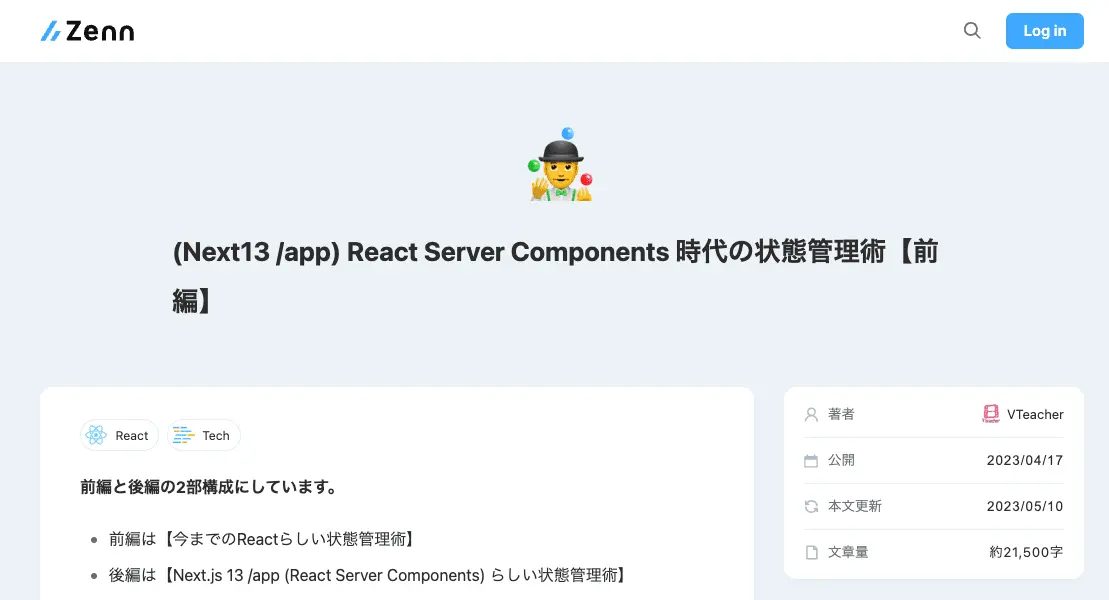 Zenn
Log in
(Next13 /app) React Server Components 時代の状態管理術【前
編】
React
Tech
前編と後編の2部構成にしています。
前編は【今までのReactらしい状態管理術】
後編は【Next.js 13 /app (React Server Components) らしい状態管理術】
著者
VTeacher
公開
2023/04/17
本文更新
2023/05/10
文章量
約21,500字